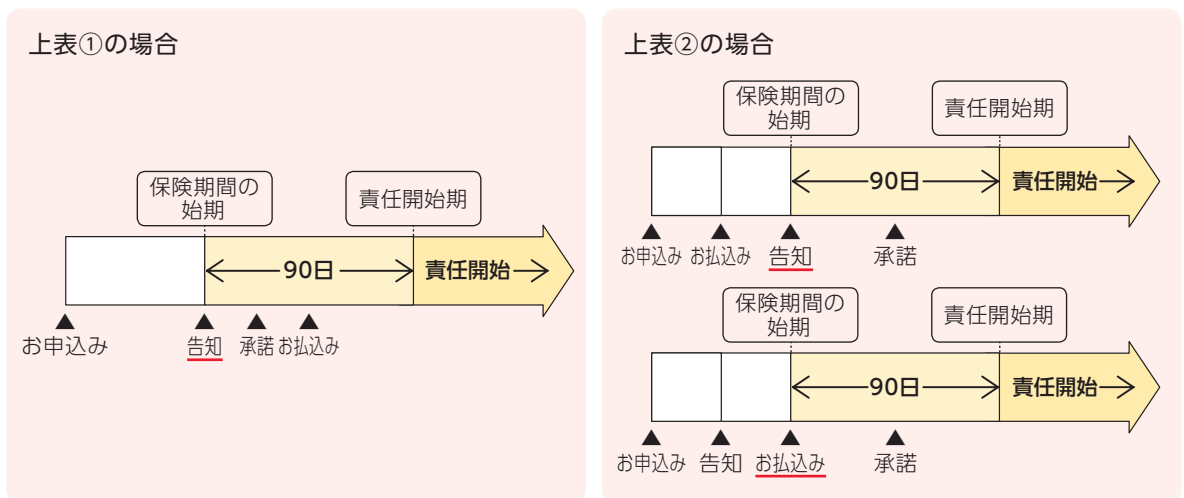 上表①の場合
保険期間の
始期
責任開始期
90日
責任開始
お申込み
告知
承諾
お払込み
上表②の場合
保険期間の
始期
責任開始期
90日
責任開始
お申込み
お払込み
告知
承諾
保険期間の
始期
責任開始期
90日
責任開始
お申込み
告知
お払込み
承諾